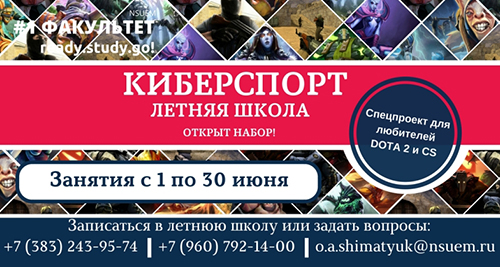 NSUEM
#1 ФАКУЛЬТЕТ
ready.study.go!
КИБЕРСПОРТ
ЛЕТНЯЯ ШКОЛА
ОТКРЫТ НАБОР!
Спецпроект для
любителей
DOTA 2 и CS
Занятия с 1 по 30 июня
Записаться в летнюю школу или задать вопросы:
+7 (383) 243-95-74 | +7 (960) 792-14-00 | o.a.shimatyuk@nsuem.ru